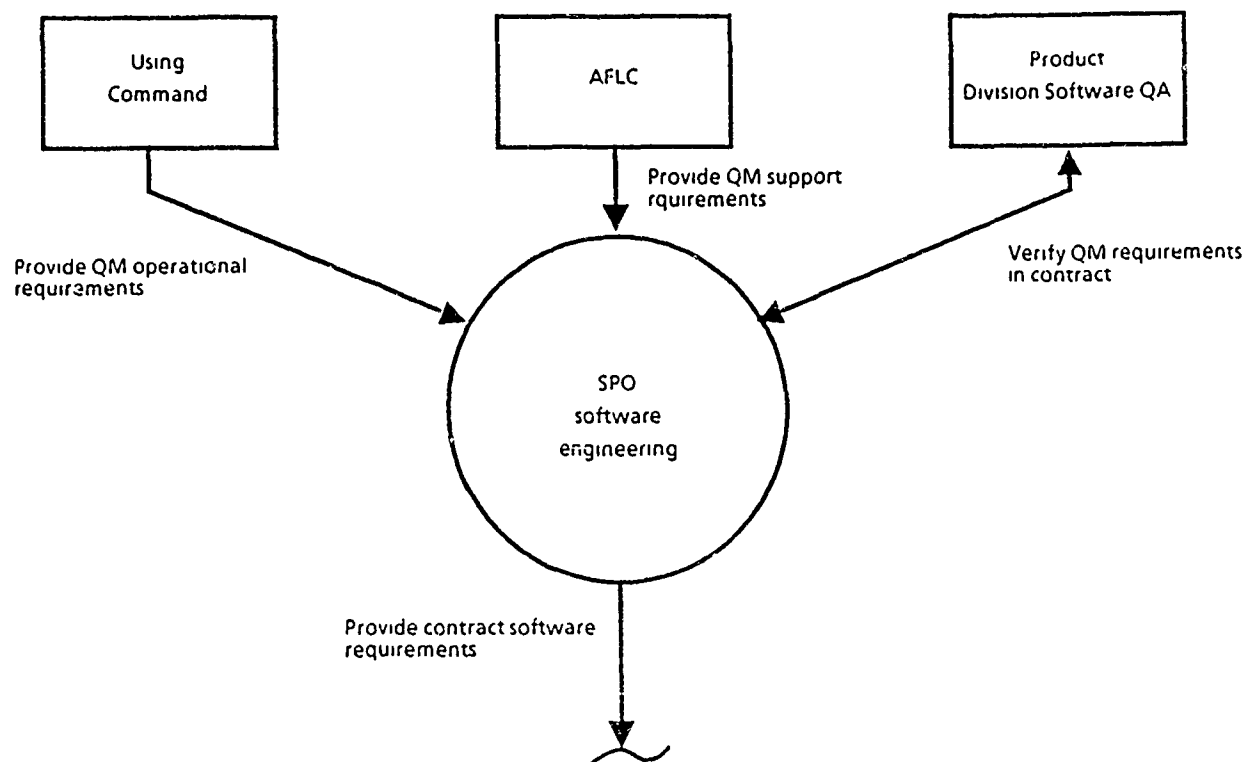 Using
Command
AFLC
Product
Division Software QA
Provide QM support
rquirements
Provide QM operational
requirements
Verify QM requirements
in contract
SPO
software
engineering
Provide contract software
requirements